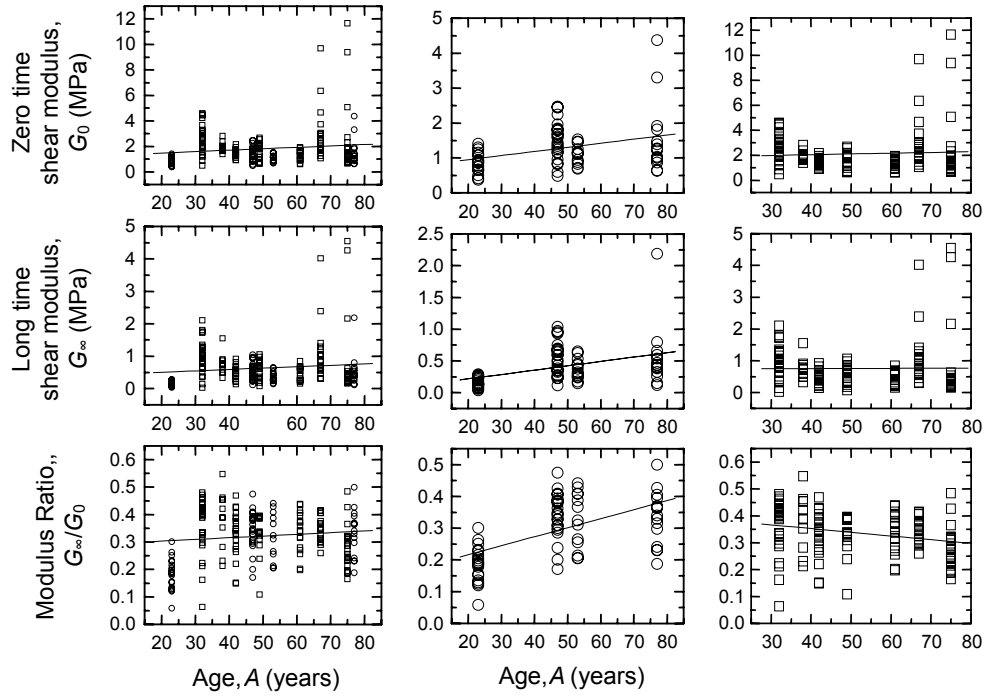 Zero time
shear modulus,
G₀ (MPa)
12
10
8
6
4
2
0
20 30 40 50 60 70 80
5
4
3
2
1
0
20 30 40 50 60 70 80
12
10
8
6
4
2
0
30 40 50 60 70 80
Long time
shear modulus,
G∞ (MPa)
5
4
3
2
1
0
20 30 40 50 60 70 80
2.5
2.0
1.5
1.0
0.5
0.0
20 30 40 50 60 70 80
5
4
3
2
1
0
30 40 50 60 70 80
Modulus Ratio,,
G∞/G₀
0.6
0.5
0.4
0.3
0.2
0.1
0.0
20 30 40 50 60 70 80
0.5
0.4
0.3
0.2
0.1
0.0
20 30 40 50 60 70 80
0.6
0.5
0.4
0.3
0.2
0.1
0.0
30 40 50 60 70 80
Age, A (years)
Age, A (years)
Age, A (years)